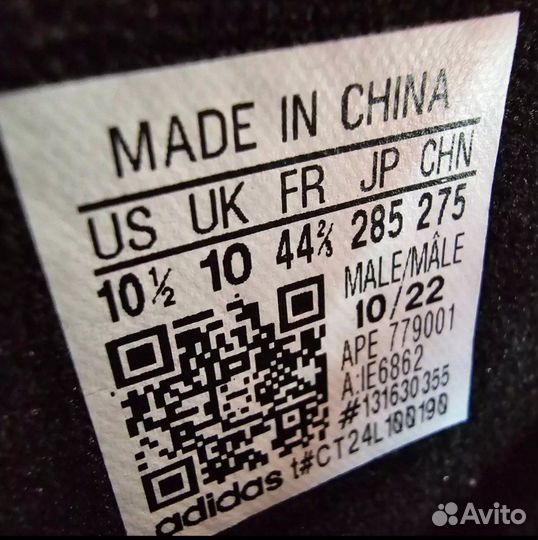 MADE IN CHINA
US UK FR JP CHN
10½ 10 44⅔ 285 275
MALE/MÂLE
10/22
APE 779001
A:IE6862
#131630355
t#CT24L100190
adidas
Avito